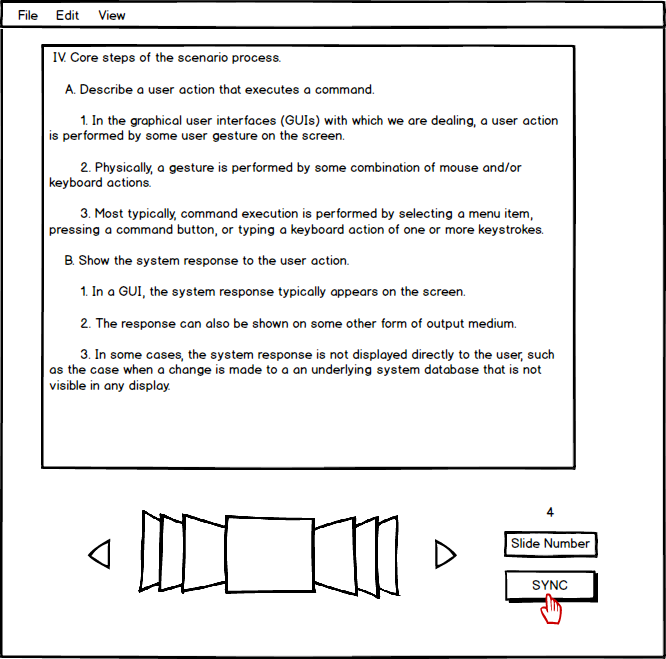 File Edit View
IV. Core steps of the scenario process.
A. Describe a user action that executes a command.
1. In the graphical user interfaces (GUIs) with which we are dealing, a user action
is performed by some user gesture on the screen.
2. Physically, a gesture is performed by some combination of mouse and/or
keyboard actions.
3. Most typically, command execution is performed by selecting a menu item,
pressing a command button, or typing a keyboard action of one or more keystrokes.
B. Show the system response to the user action.
1. In a GUI, the system response typically appears on the screen.
2. The response can also be shown on some other form of output medium.
3. In some cases, the system response is not displayed directly to the user, such
as the case when a change is made to a an underlying system database that is not
visible in any display.
4
Slide Number
SYNC